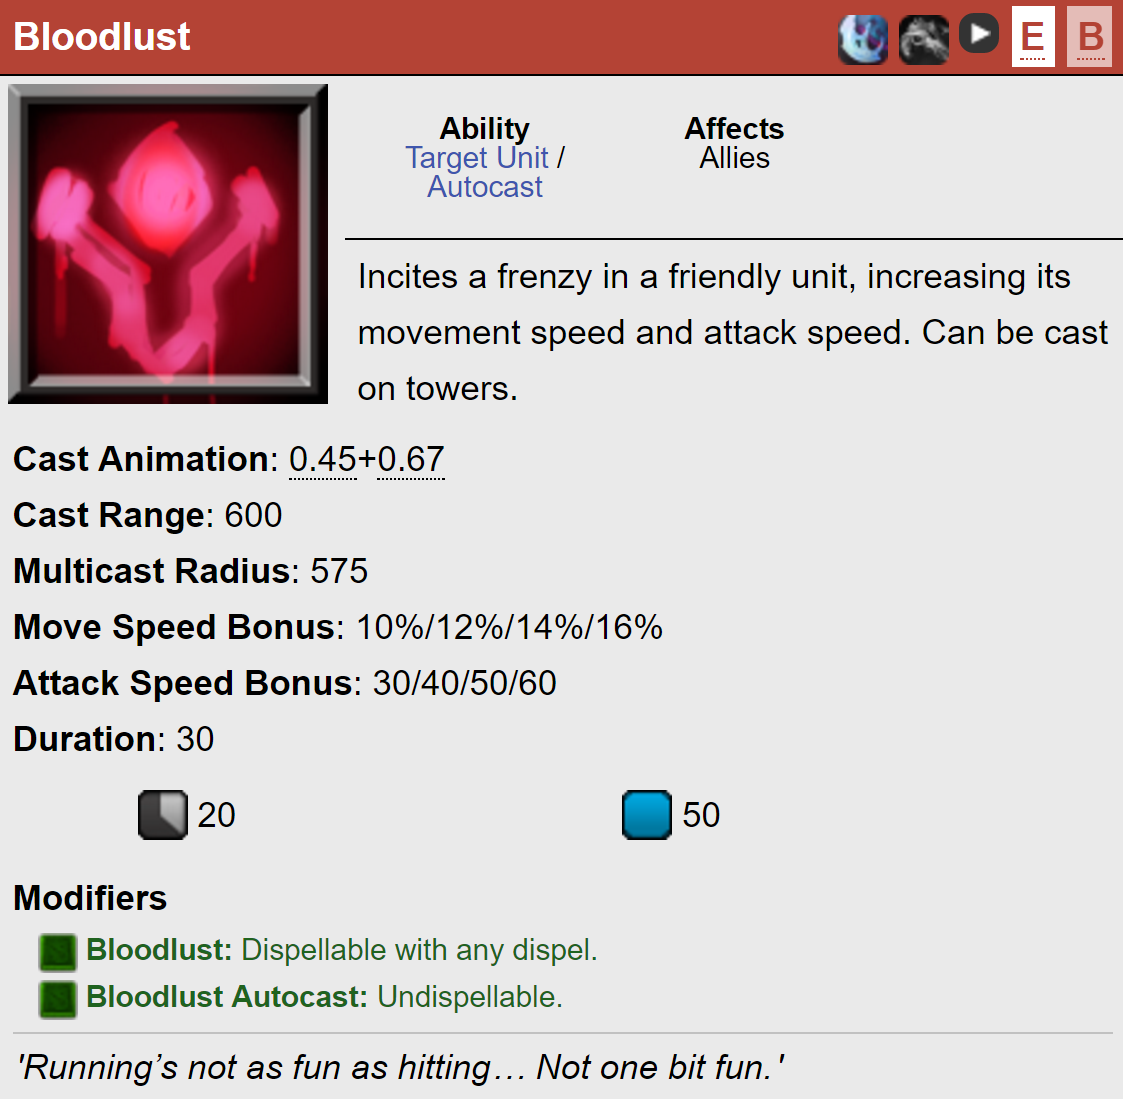 Bloodlust
E
B
Ability
Target Unit /
Autocast
Affects
Allies
Incites a frenzy in a friendly unit, increasing its
movement speed and attack speed. Can be cast
on towers.
Cast Animation: 0.45+0.67
Cast Range: 600
Multicast Radius: 575
Move Speed Bonus: 10%/12%/14%/16%
Attack Speed Bonus: 30/40/50/60
Duration: 30
20
50
Modifiers
Bloodlust: Dispellable with any dispel.
Bloodlust Autocast: Undispellable.
'Running’s not as fun as hitting… Not one bit fun.'